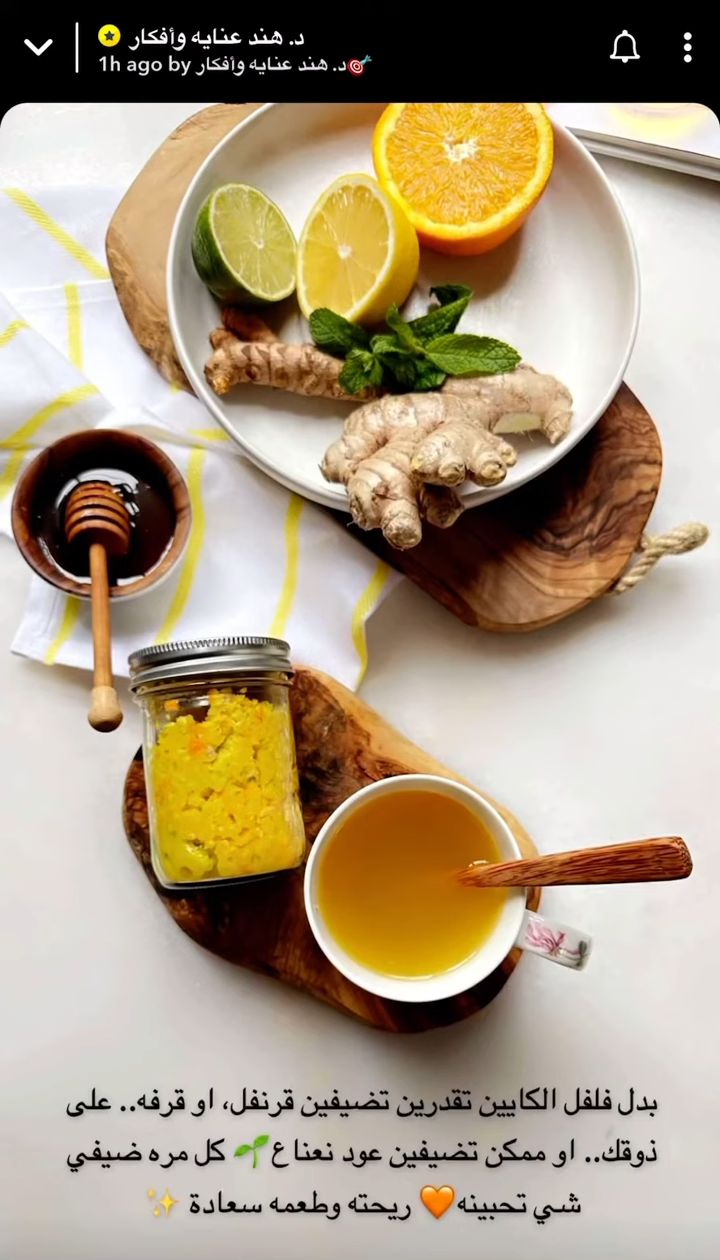 د. هند عنايه وأفكار
1h ago by د. هند عنايه وأفكار🎯
بدل فلفل الكايين تقدرين تضيفين قرنفل، او قرفه.. على
ذوقك.. او ممكن تضيفين عود نعناع🌱 كل مره ضيفي
شي تحبينه🧡 ريحته وطعمه سعادة ✨